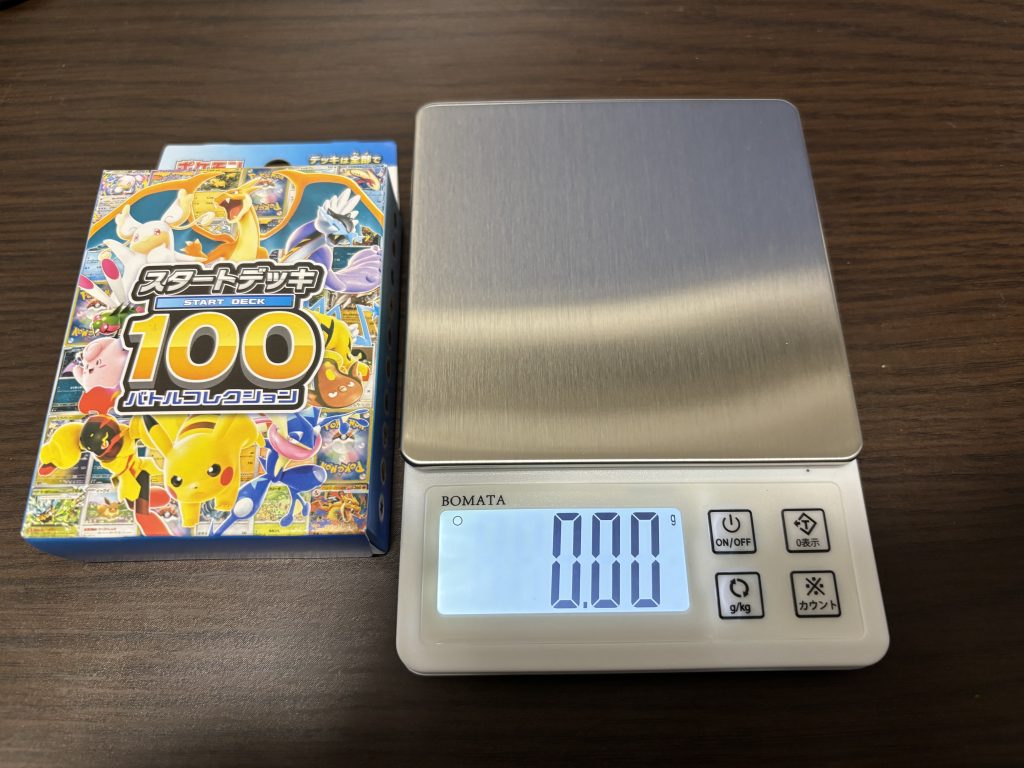 ポケモン
デッキは全部で
スタートデッキ
START DECK
100
バトルコレクション
POKÉMON
BOMATA
0.00 g
ON/OFF
T
0表示
g/kg
カウント